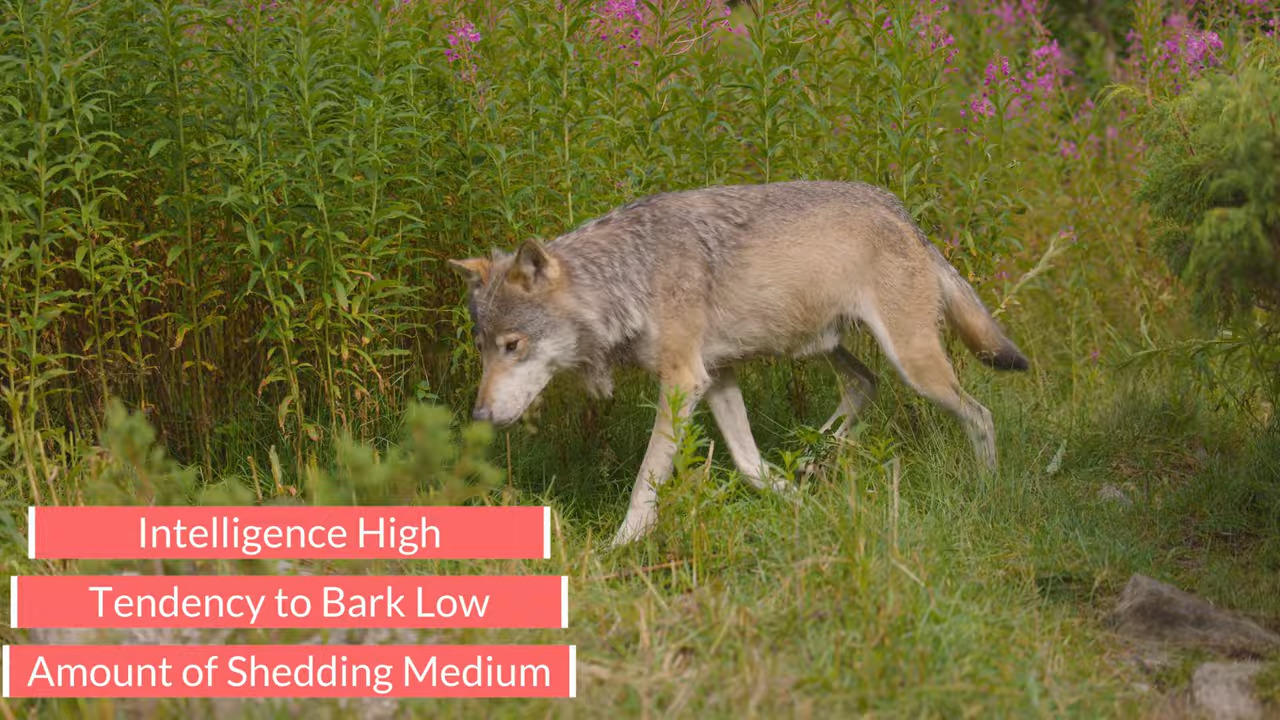 Intelligence High
Tendency to Bark Low
Amount of Shedding Medium